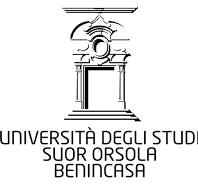 UNIVERSITÀ DEGLI STUDI
SUOR ORSOLA
BENINCASA